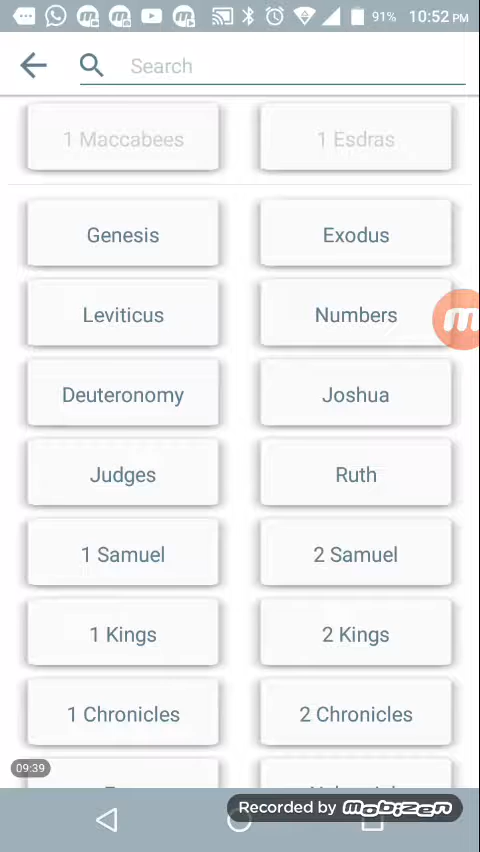 91% 10:52 PM
Search
1 Maccabees 1 Esdras
Genesis Exodus
Leviticus Numbers
Deuteronomy Joshua
Judges Ruth
1 Samuel 2 Samuel
1 Kings 2 Kings
1 Chronicles 2 Chronicles
09:39
Recorded by mobizen